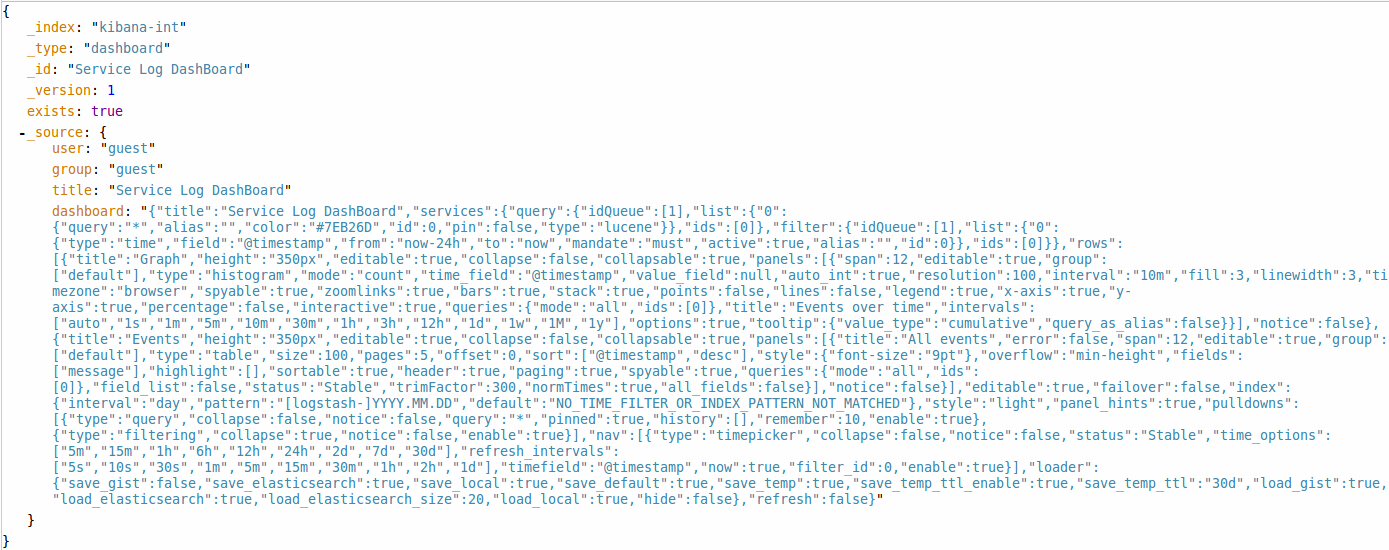 {
_index: "kibana-int"
_type: "dashboard"
_id: "Service Log DashBoard"
_version: 1
exists: true
- _source: {
user: "guest"
group: "guest"
title: "Service Log DashBoard"
dashboard: "{"title":"Service Log DashBoard","services":{"query":{"idQueue":[1],"list":{"0":
{"query":"*","alias":"","color":"#7EB26D","id":0,"pin":false,"type":"lucene"}},"ids":[0]},"filter":{"idQueue":[1],"list":{"0":
{"type":"time","field":"@timestamp","from":"now-24h","to":"now","mandate":"must","active":true,"alias":"","id":0}},"ids":[0]}},"rows":
[{"title":"Graph","height":"350px","editable":true,"collapse":false,"collapsable":true,"panels":[{"span":12,"editable":true,"group":
["default"],"type":"histogram","mode":"count","time_field":"@timestamp","value_field":null,"auto_int":true,"resolution":100,"interval":"10m","fill":3,"linewidth":3,"ti
mezone":"browser","spyable":true,"zoomlinks":true,"bars":true,"stack":true,"points":false,"lines":false,"legend":true,"x-axis":true,"y-
axis":true,"percentage":false,"interactive":true,"queries":{"mode":"all","ids":[0]},"title":"Events over time","intervals":
["auto","1s","1m","5m","10m","30m","1h","3h","12h","1d","1w","1M","1y"],"options":true,"tooltip":{"value_type":"cumulative","query_as_alias":false}}],"notice":false},
{"title":"Events","height":"350px","editable":true,"collapse":false,"collapsable":true,"panels":[{"title":"All events","error":false,"span":12,"editable":true,"group":
["default"],"type":"table","size":100,"pages":5,"offset":0,"sort":["@timestamp","desc"],"style":{"font-size":"9pt"},"overflow":"min-height","fields":
["message"],"highlight":[],"sortable":true,"header":true,"paging":true,"spyable":true,"queries":{"mode":"all","ids":
[0]},"field_list":false,"status":"Stable","trimFactor":300,"normTimes":true,"all_fields":false}],"notice":false}],"editable":true,"failover":false,"index":
{"interval":"day","pattern":"[logstash-]YYYY.MM.DD","default":"NO_TIME_FILTER_OR_INDEX_PATTERN_NOT_MATCHED"},"style":"light","panel_hints":true,"pulldowns":
[{"type":"query","collapse":false,"notice":false,"query":"*","pinned":true,"history":[],"remember":10,"enable":true},
{"type":"filtering","collapse":true,"notice":false,"enable":true}],"nav":[{"type":"timepicker","collapse":false,"notice":false,"status":"Stable","time_options":
["5m","15m","1h","6h","12h","24h","2d","7d","30d"],"refresh_intervals":
["5s","10s","30s","1m","5m","15m","30m","1h","2h","1d"],"timefield":"@timestamp","now":true,"filter_id":0,"enable":true}],"loader":
{"save_gist":false,"save_elasticsearch":true,"save_local":true,"save_default":true,"save_temp":true,"save_temp_ttl_enable":true,"save_temp_ttl":"30d","load_gist":true,
"load_elasticsearch":true,"load_elasticsearch_size":20,"load_local":true,"hide":false},"refresh":false}"
}
}